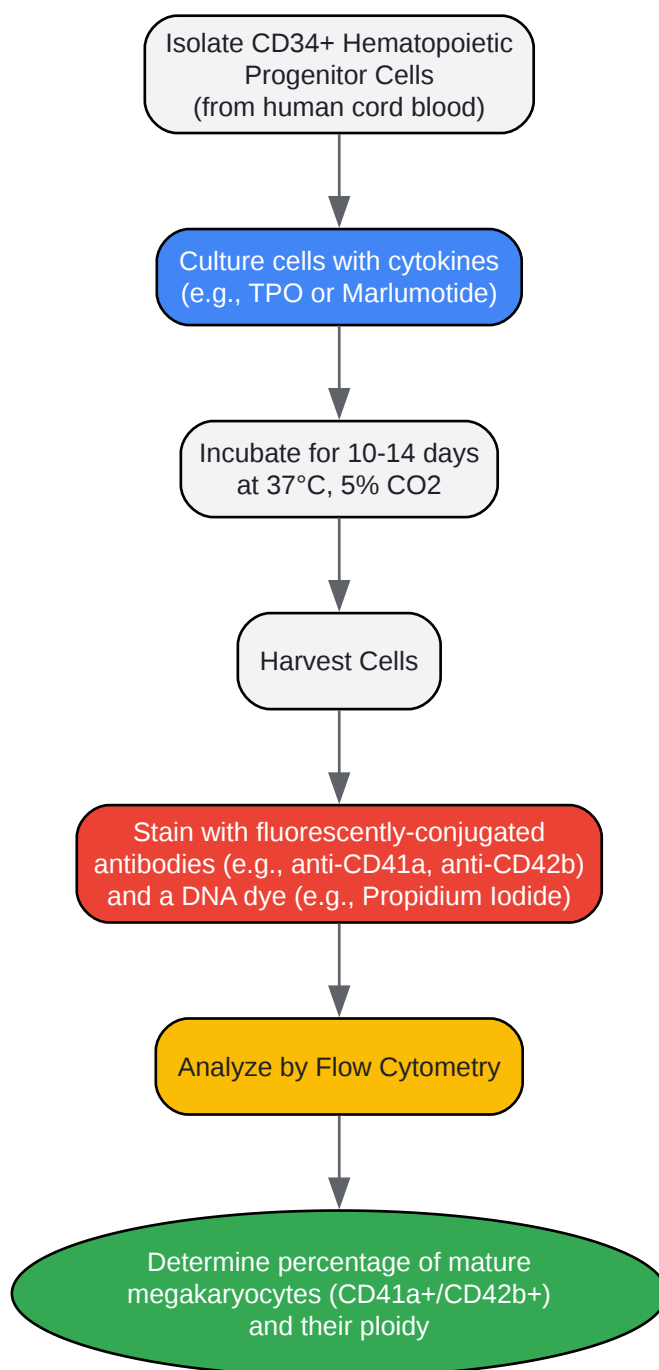 Isolate CD34+ Hematopoietic
Progenitor Cells
(from human cord blood)
Culture cells with cytokines
(e.g., TPO or Marlumotide)
Incubate for 10-14 days
at 37°C, 5% CO2
Harvest Cells
Stain with fluorescently-conjugated
antibodies (e.g., anti-CD41a, anti-CD42b)
and a DNA dye (e.g., Propidium Iodide)
Analyze by Flow Cytometry
Determine percentage of mature
megakaryocytes (CD41a+/CD42b+)
and their ploidy